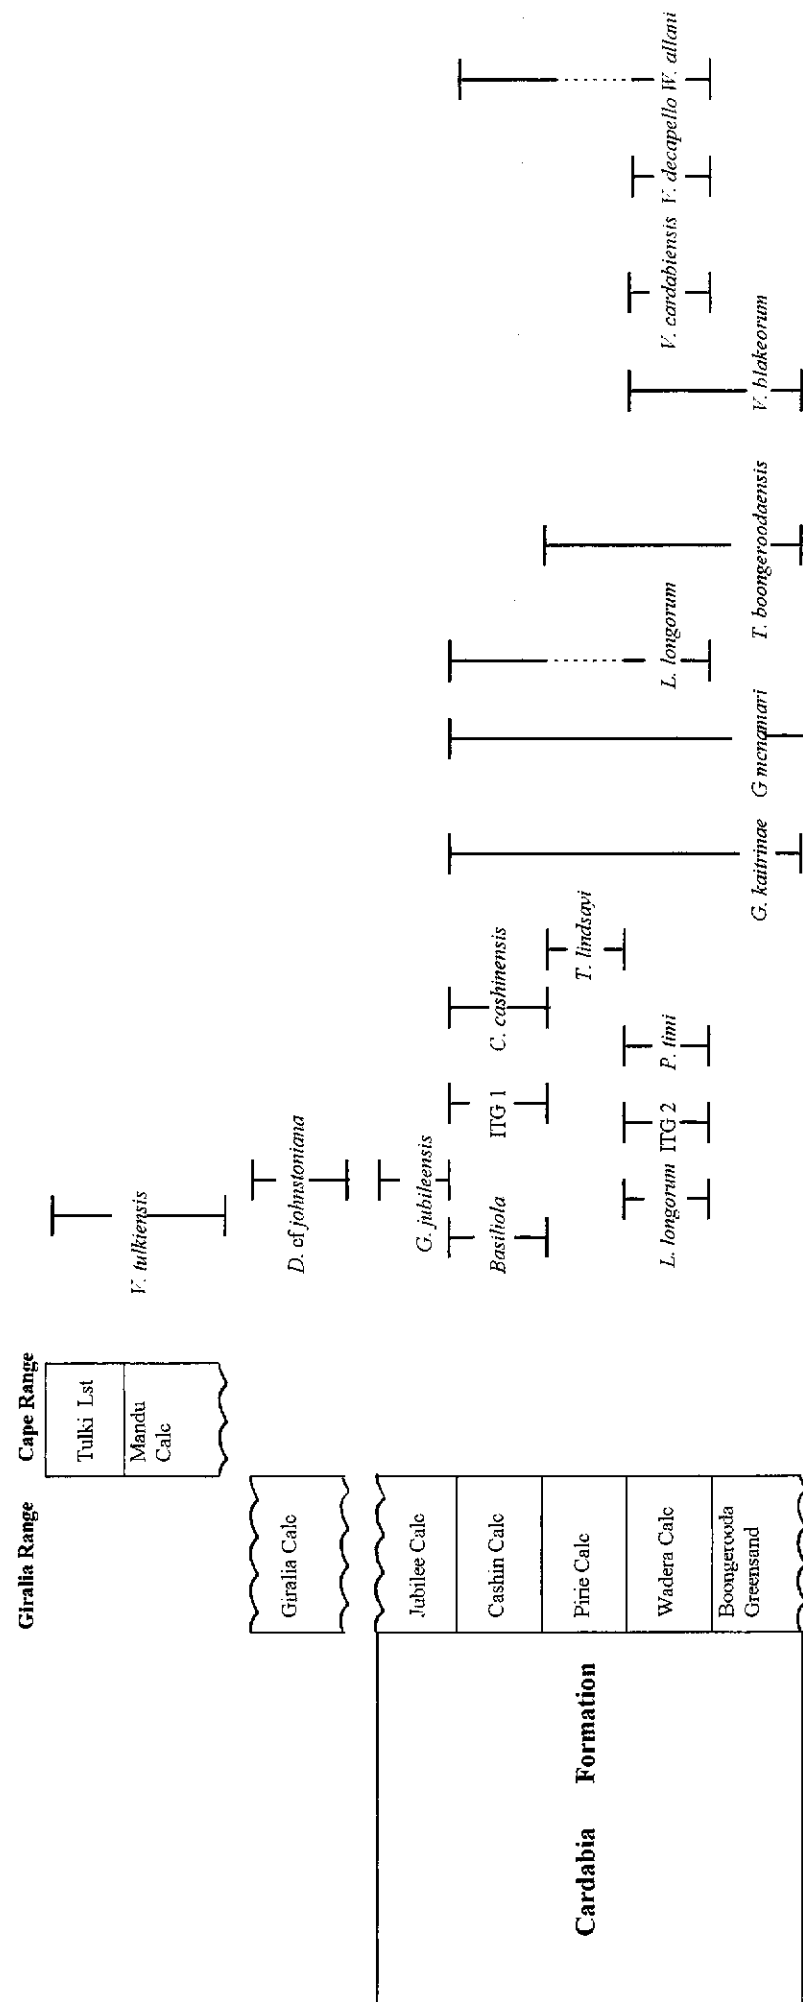 Giralia Range
Cape Range
Tulki Lst
Mandu
Calc
Giralia Calc
Jubilee Calc
Cashin Calc
Pirie Calc
Wadera Calc
Boongerooda
Greensand
Cardabia Formation
V. tulkiensis
D. cf johnstoniana
G. jubileensis
Basiliola
L. longorum
ITG 1
ITG 2
C. cashinensis
P. timi
T. lindsayi
G. kaitrinae
G mcnamari
L. longorum
T. boongeroodaensis
V. blakeorum
V. cardabiensis
V. decapello
W. allani